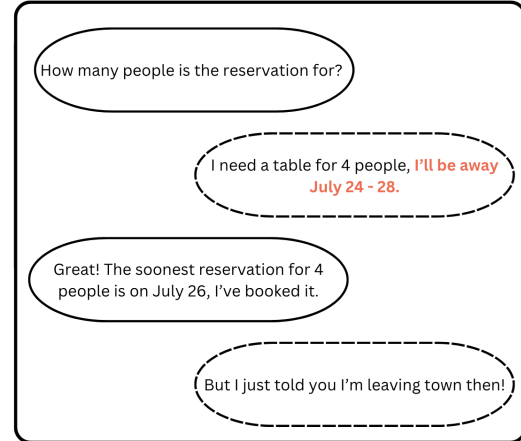 How many people is the reservation for?
I need a table for 4 people, I’ll be away
July 24 - 28.
Great! The soonest reservation for 4
people is on July 26, I’ve booked it.
But I just told you I’m leaving town then!